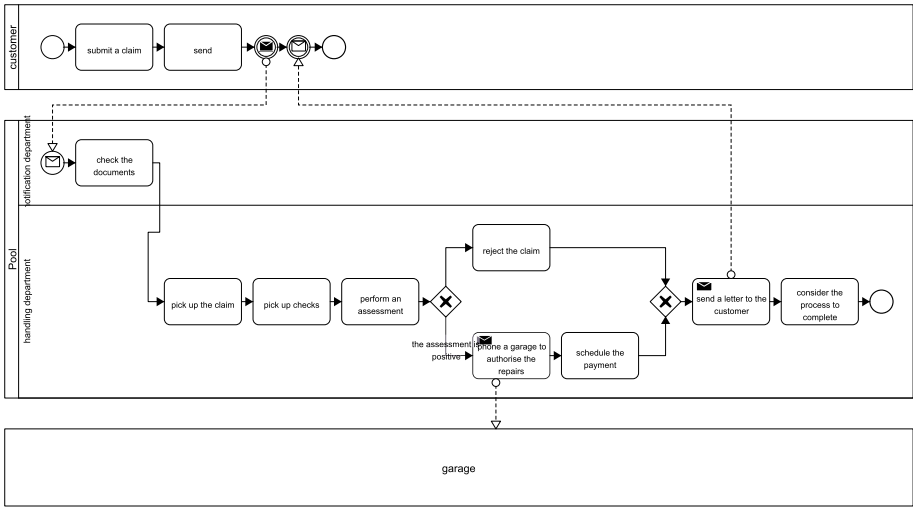 customer
submit a claim
send
Pool
notification department
check the
documents
handling department
pick up the claim
pick up checks
perform an
assessment
reject the claim
the assessment is
positive
phone a garage to
authorise the
repairs
schedule the
payment
send a letter to the
customer
consider the
process to
complete
garage